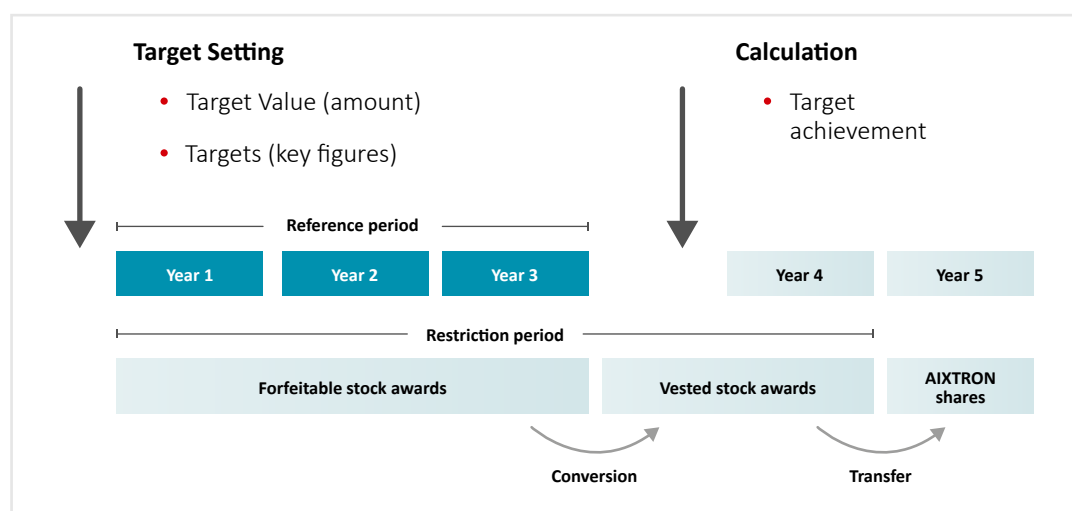 Target Setting
• Target Value (amount)
• Targets (key figures)
Calculation
• Target
achievement
Reference period
Year 1
Year 2
Year 3
Year 4
Year 5
Restriction period
Forfeitable stock awards
Vested stock awards
AIXTRON
shares
Conversion
Transfer